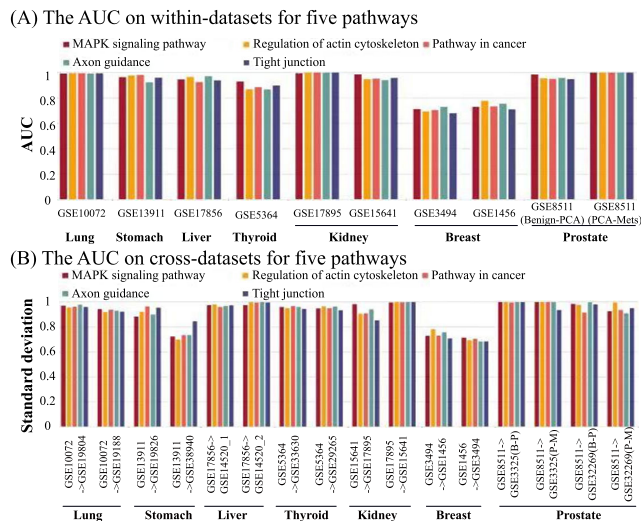 (A) The AUC on within-datasets for five pathways
MAPK signaling pathway Regulation of actin cytoskeleton Pathway in cancer
Axon guidance Tight junction
AUC
1
0.8
0.6
0.4
0.2
0
GSE10072 GSE13911 GSE17856 GSE5364 GSE17895 GSE15641 GSE3494 GSE1456 GSE8511 (Benign-PCA) GSE8511 (PCA-Mets)
Lung Stomach Liver Thyroid Kidney Breast Prostate
(B) The AUC on cross-datasets for five pathways
MAPK signaling pathway Regulation of actin cytoskeleton Pathway in cancer
Axon guidance Tight junction
Standard deviation
1
0.8
0.6
0.4
0.2
0
GSE10072
->GSE19804
GSE10072
->GSE19188
GSE13911
->GSE19826
GSE13911
->GSE38940
GSE17856->
GSE14520_1
GSE17856->
GSE14520_2
GSE5364
->GSE33630
GSE5364
->GSE29265
GSE15641
->GSE17895
GSE17895
->GSE15641
GSE3494
->GSE1456
GSE1456
->GSE3494
GSE8511->
GSE3325(B-P)
GSE8511->
GSE3325(P-M)
GSE8511->
GSE32269(B-P)
GSE8511->
GSE32269(P-M)
Lung Stomach Liver Thyroid Kidney Breast Prostate